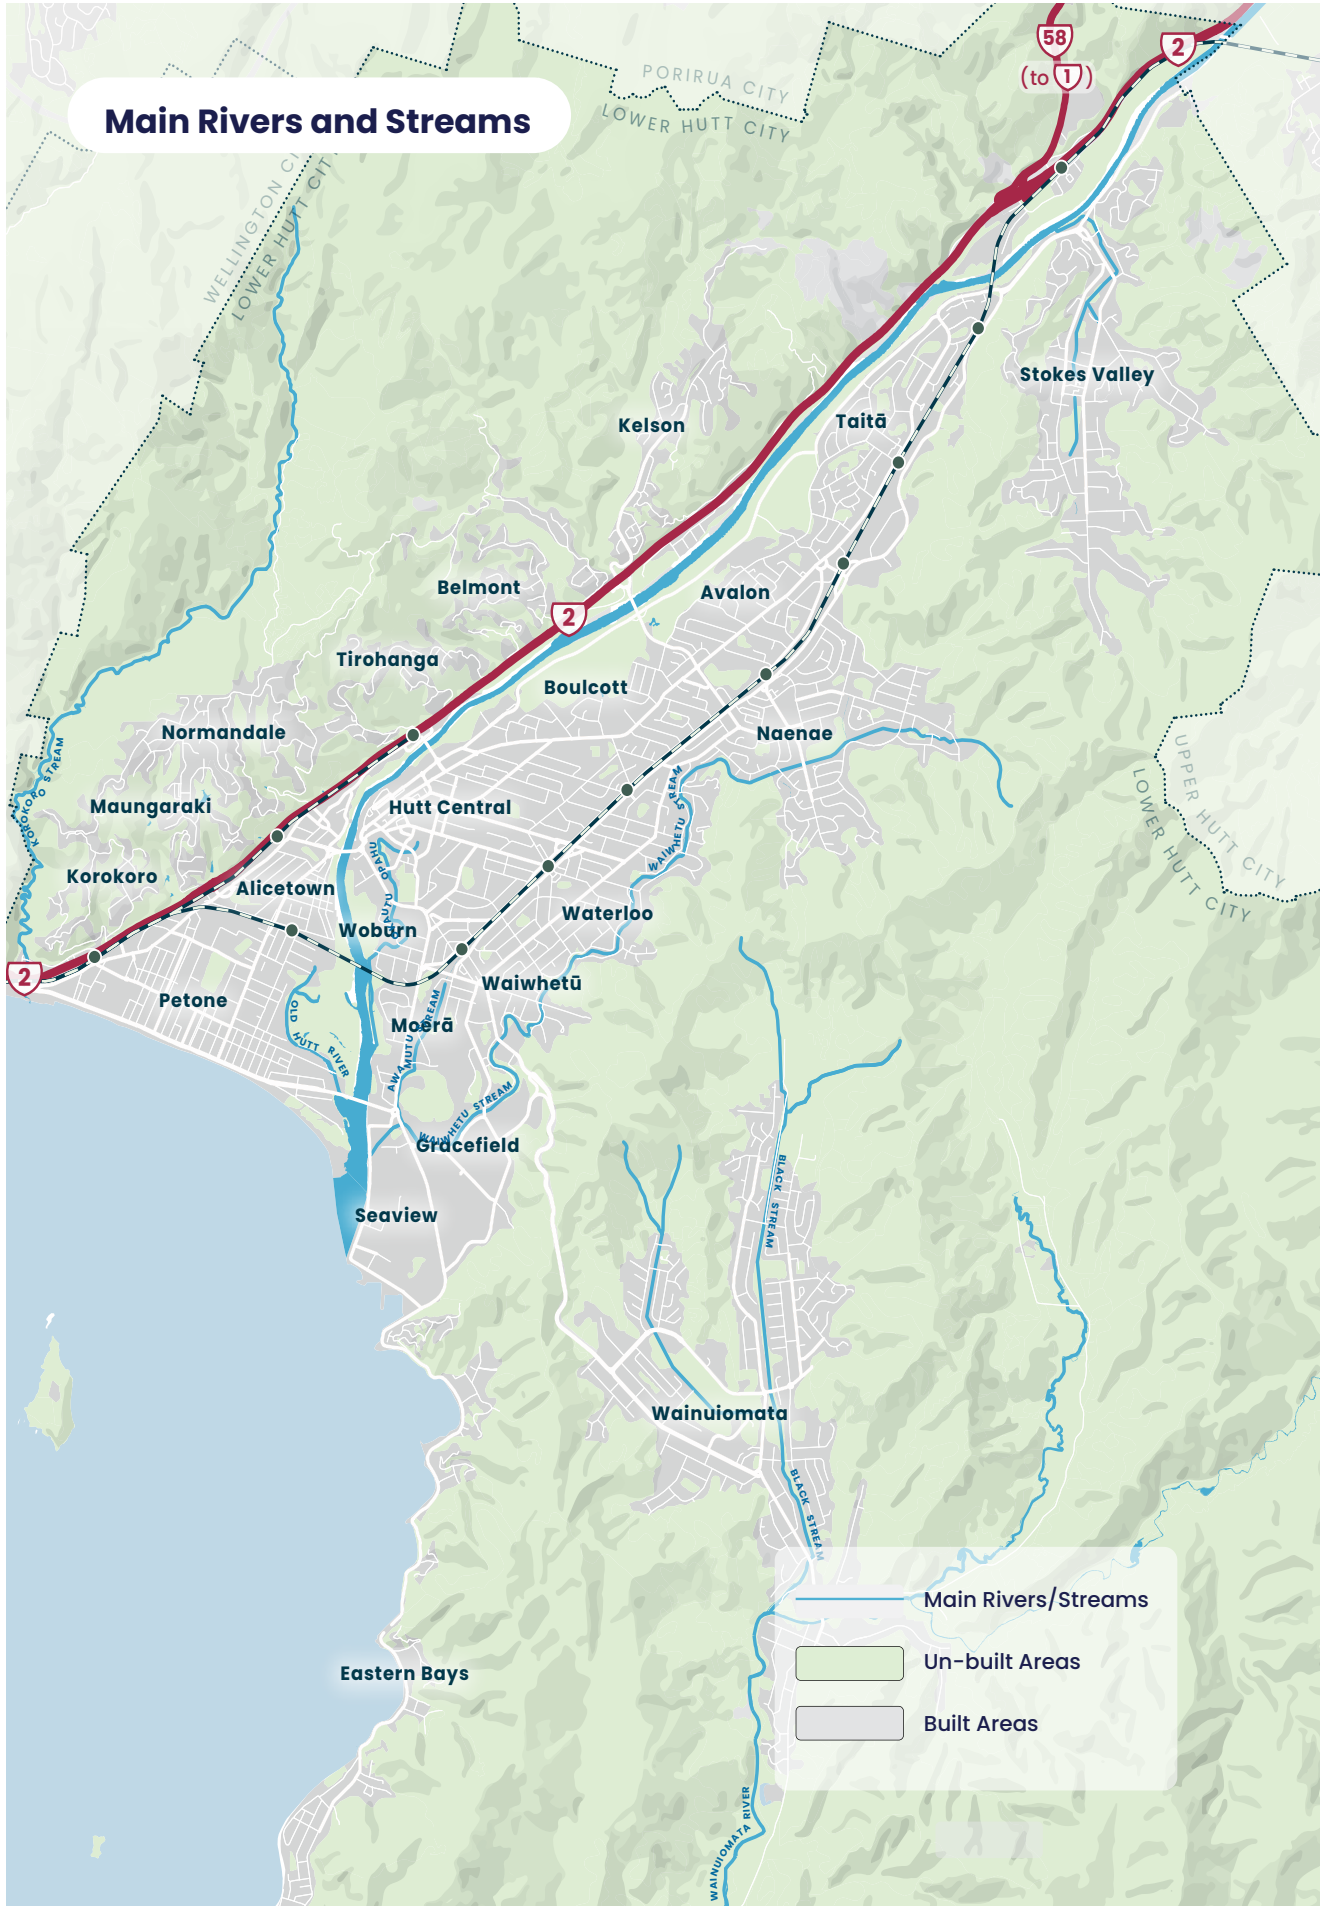 58
2
(to 1)
PORIRUA CITY
LOWER HUTT CITY
Main Rivers and Streams
WELLINGTON CI
LOWER HUTT CIT
Stokes Valley
Kelson
Taitā
Belmont
Avalon
2
Tirohanga
Boulcott
Normandale
Naenae
UPPER HUTT CITY
LOWER HUTT CITY
KOROKORO STREAM
Maungaraki
Hutt Central
WAIWHETU STREAM
OPAHU
Korokoro
Alicetown
Woburn
Waterloo
2
Petone
Waiwhetū
OLD HUTT RIVER
Moerā
AWAMUTU STREAM
WAIWHETU STREAM
Gracefield
BLACK STREAM
Seaview
Wainuiomata
BLACK STREAM
Main Rivers/Streams
Un-built Areas
Eastern Bays
Built Areas
WAINUIOMATA RIVER